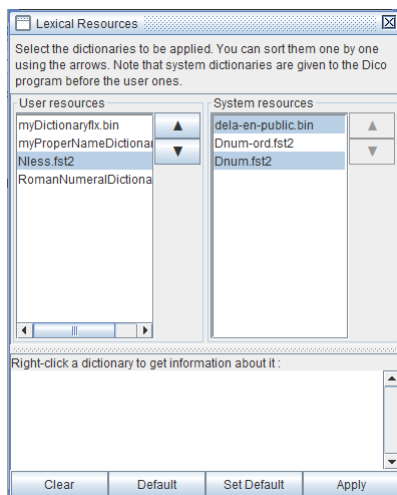 Lexical Resources
Select the dictionaries to be applied. You can sort them one by one
using the arrows. Note that system dictionaries are given to the Dico
program before the user ones.
User resources
myDictionaryflx.bin
myProperNameDictionar
Nless.fst2
RomanNumeralDictiona
System resources
dela-en-public.bin
Dnum-ord.fst2
Dnum.fst2
Right-click a dictionary to get information about it :
Clear Default Set Default Apply